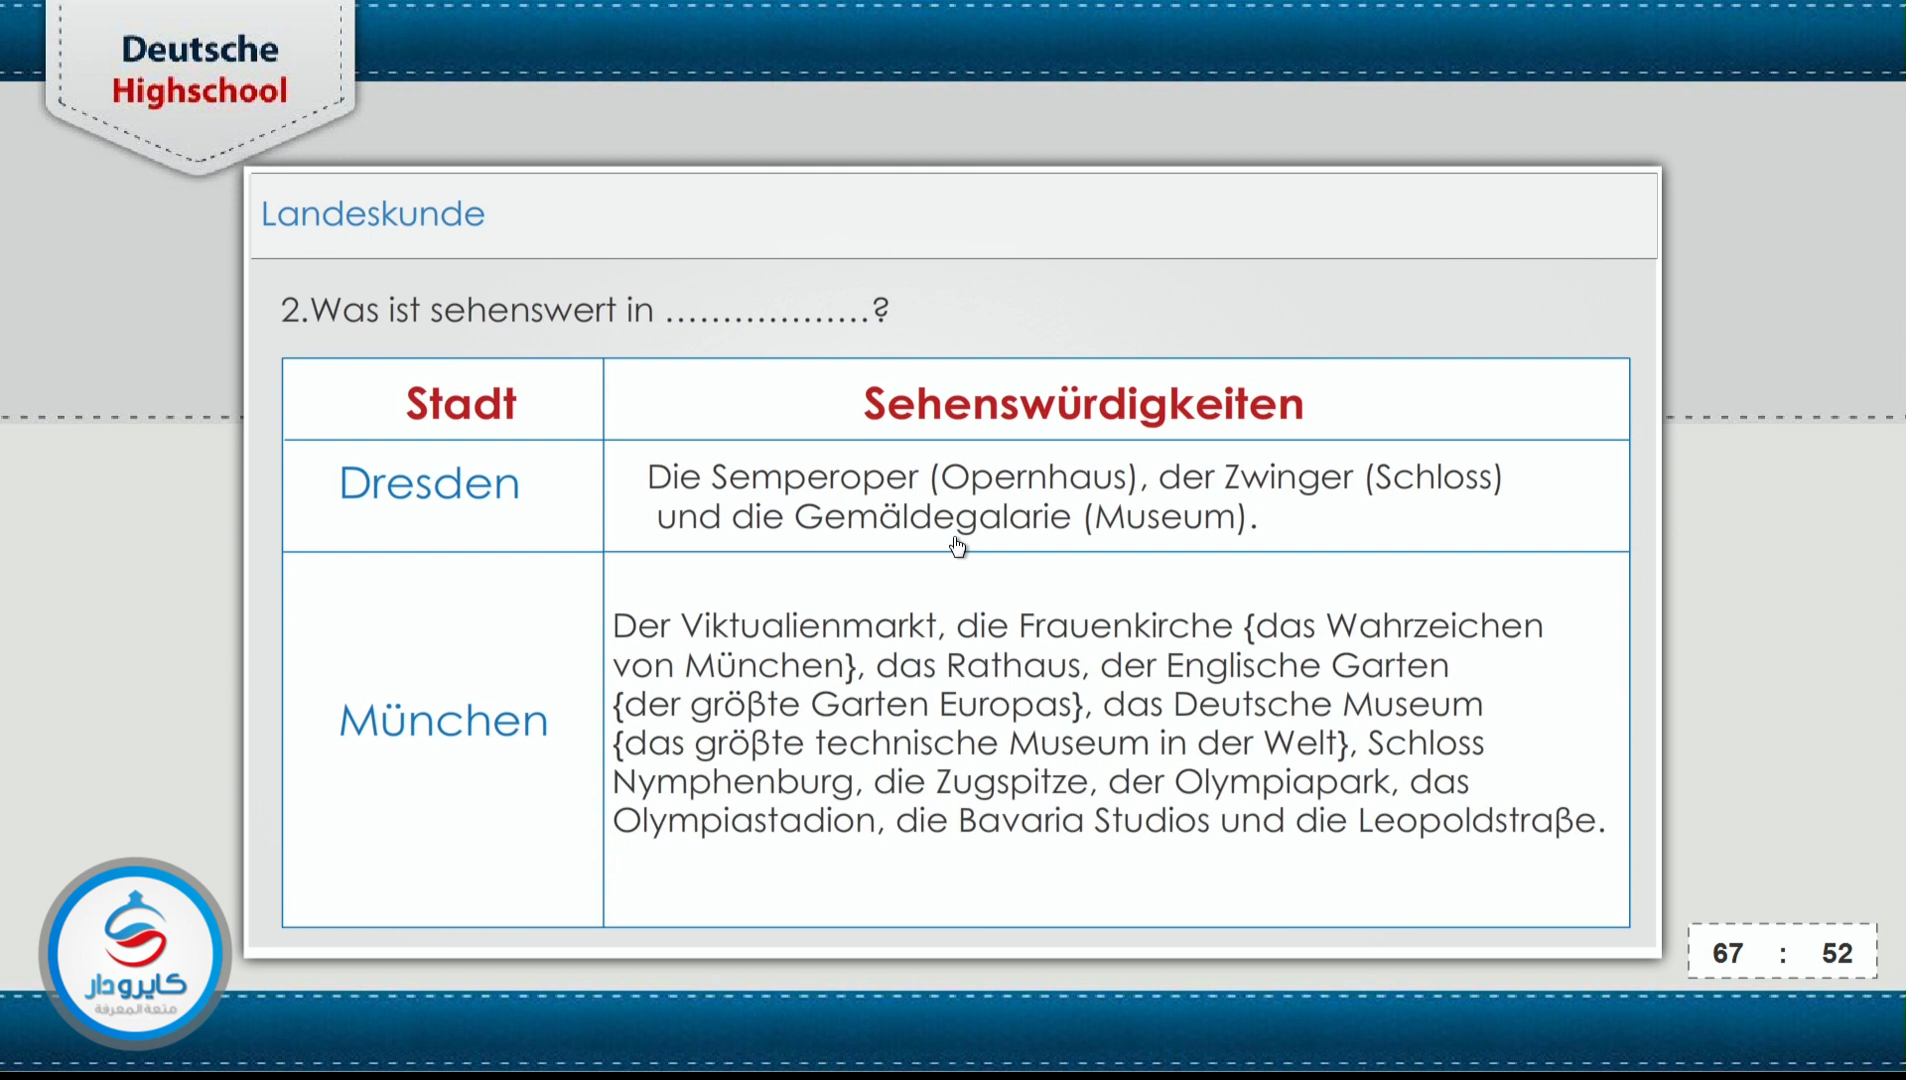 Deutsche
Highschool
Landeskunde
2.Was ist sehenswert in ..................?
Stadt
Sehenswürdigkeiten
Dresden
Die Semperoper (Opernhaus), der Zwinger (Schloss)
und die Gemäldegalarie (Museum).
München
Der Viktualienmarkt, die Frauenkirche {das Wahrzeichen
von München}, das Rathaus, der Englische Garten
{der größte Garten Europas}, das Deutsche Museum
{das größte technische Museum in der Welt}, Schloss
Nymphenburg, die Zugspitze, der Olympiapark, das
Olympiastadion, die Bavaria Studios und die Leopoldstraße.
كايرودار
متعة المعرفة
67 : 52